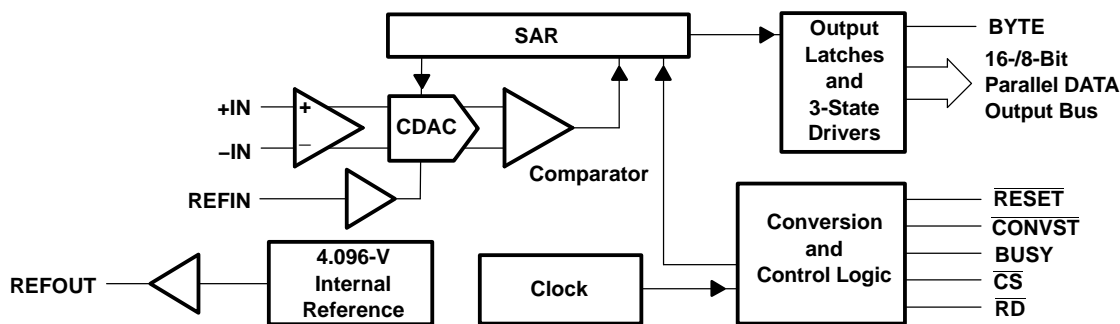 SAR
Output
Latches
and
3-State
Drivers
BYTE
16-/8-Bit
Parallel DATA
Output Bus
+IN
–IN
+
–
CDAC
Comparator
REFIN
REFOUT
4.096-V
Internal
Reference
Clock
Conversion
and
Control Logic
RESET
CONVST
BUSY
CS
RD